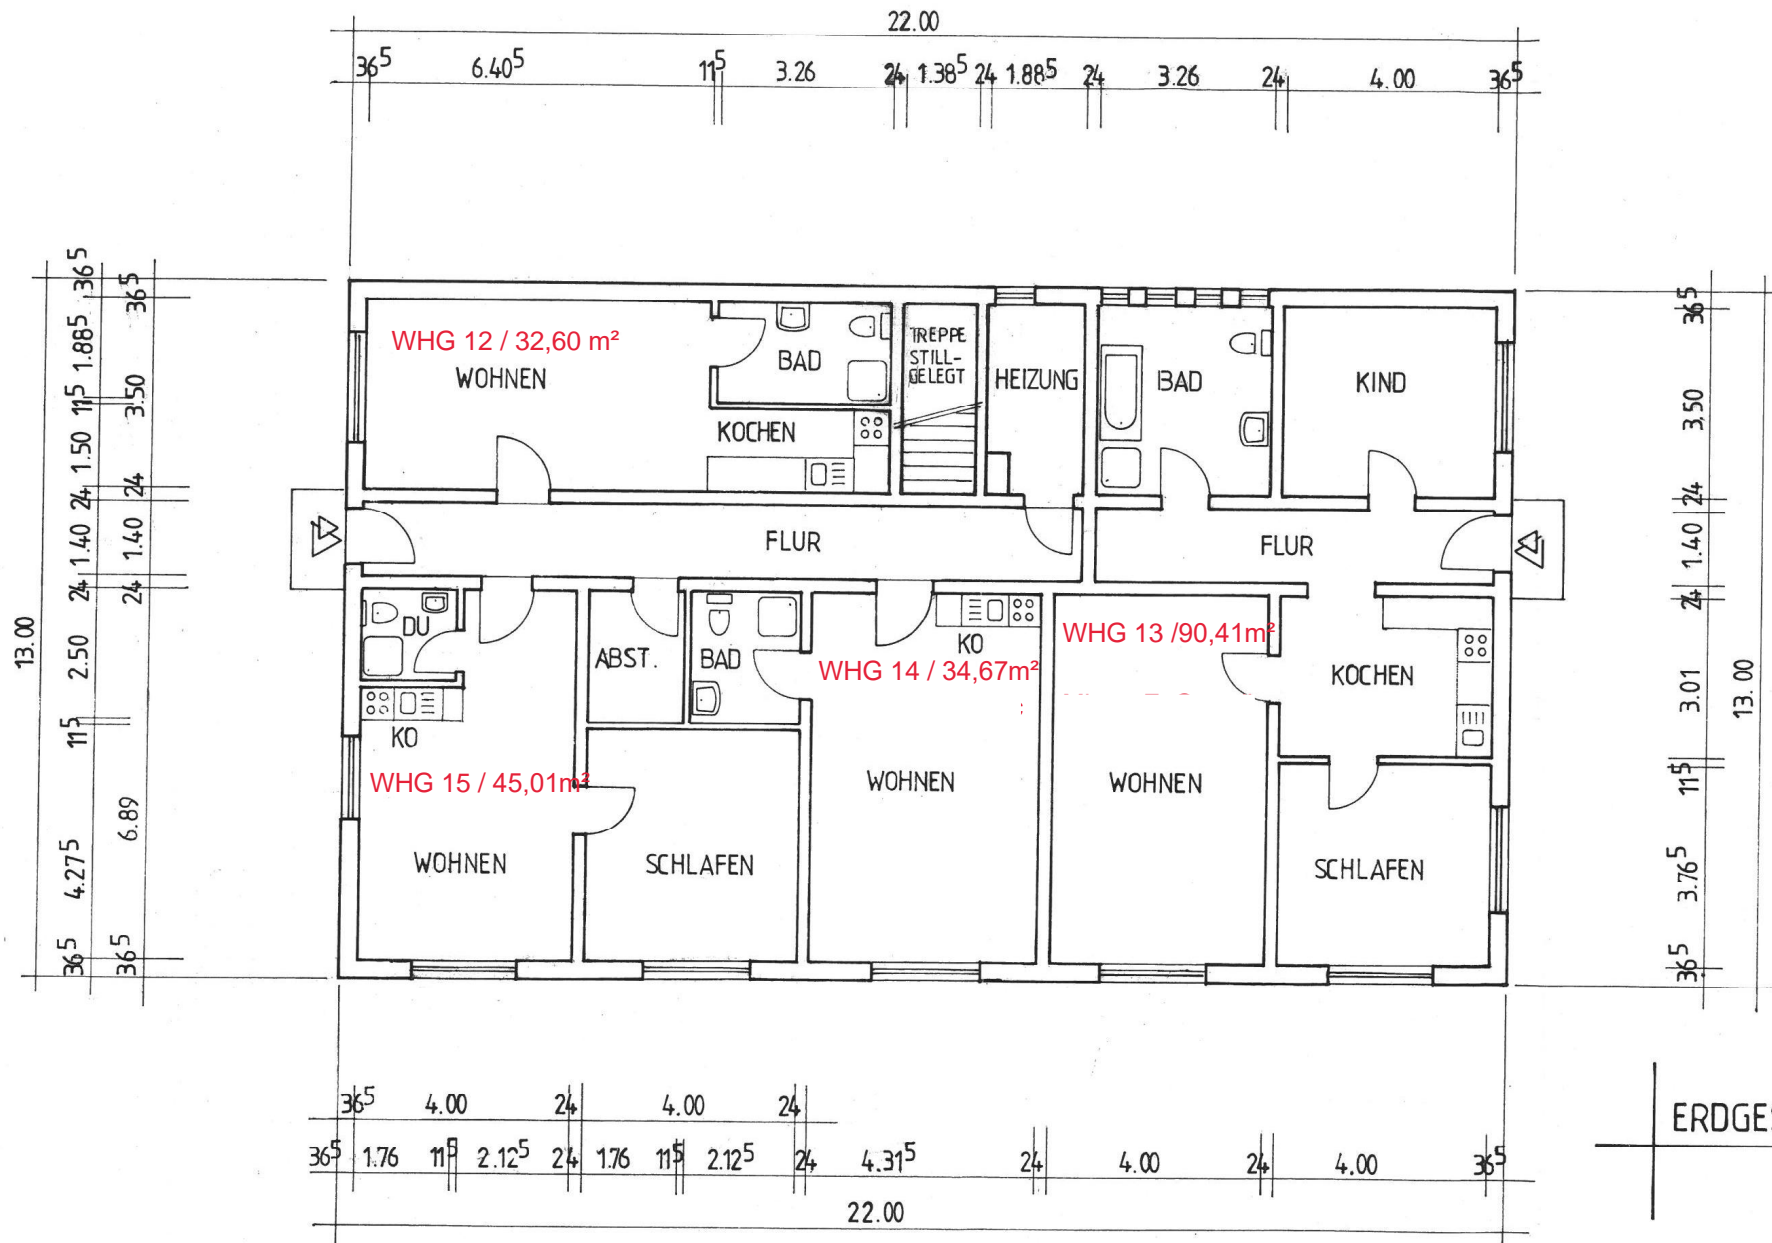 22.00
36⁵ 6.40⁵ 11⁵ 3.26 24 1.38⁵ 24 1.88⁵ 24 3.26 24 4.00 36⁵
WHG 12 / 32,60 m²
WOHNEN
BAD
KOCHEN
TREPPE
STILL-
GELEGT
HEIZUNG
BAD
KIND
FLUR
FLUR
DU
KO
WHG 15 / 45,01m²
WOHNEN
ABST.
BAD
SCHLAFEN
KO
WHG 14 / 34,67m²
WOHNEN
WHG 13 /90,41m²
WOHNEN
KOCHEN
SCHLAFEN
13.00
36⁵ 4.27⁵ 11⁵ 2.50 24 1.40 24 1.50 11⁵ 1.88⁵ 36⁵
36⁵ 6.89 24 1.40 24 3.50 36⁵
36⁵ 3.76⁵ 11⁵ 3.01 24 1.40 24 3.50 36⁵
13.00
36⁵ 4.00 24 4.00 24
36⁵ 1.76 11⁵ 2.12⁵ 24 1.76 11⁵ 2.12⁵ 24 4.31⁵ 24 4.00 24 4.00 36⁵
22.00
ERDGES